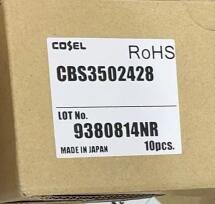 COSEL RoHS
CBS3502428
LOT No.
9380814NR
MADE IN JAPAN 10pcs.